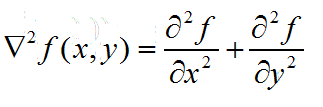 ∇²f(x,y) = ∂²f/∂x² + ∂²f/∂y²